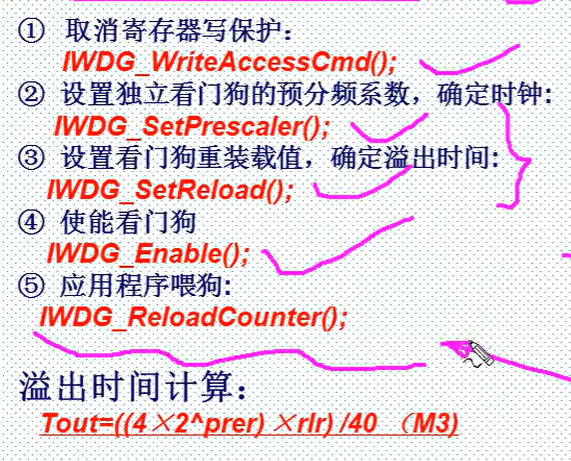 ① 取消寄存器写保护：
IWDG_WriteAccessCmd();
② 设置独立看门狗的预分频系数，确定时钟:
IWDG_SetPrescaler();
③ 设置看门狗重装载值，确定溢出时间:
IWDG_SetReload();
④ 使能看门狗
IWDG_Enable();
⑤ 应用程序喂狗:
IWDG_ReloadCounter();
溢出时间计算：
Tout=((4×2^prer) ×rlr) /40 （M3)